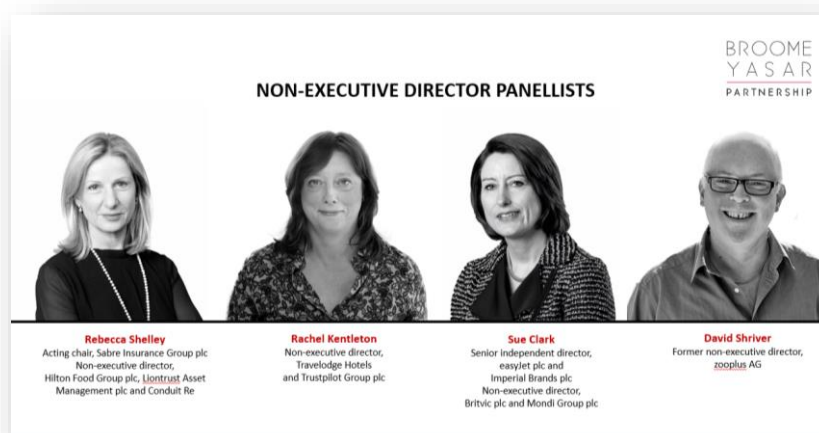 BROOME
YASAR
PARTNERSHIP
NON-EXECUTIVE DIRECTOR PANELLISTS
Rebecca Shelley
Acting chair, Sabre Insurance Group plc
Non-executive director,
Hilton Food Group plc, Liontrust Asset
Management plc and Conduit Re
Rachel Kentleton
Non-executive director,
Travelodge Hotels
and Trustpilot Group plc
Sue Clark
Senior independent director,
easyJet plc and
Imperial Brands plc
Non-executive director,
Britvic plc and Mondi Group plc
David Shriver
Former non-executive director,
zooplus AG